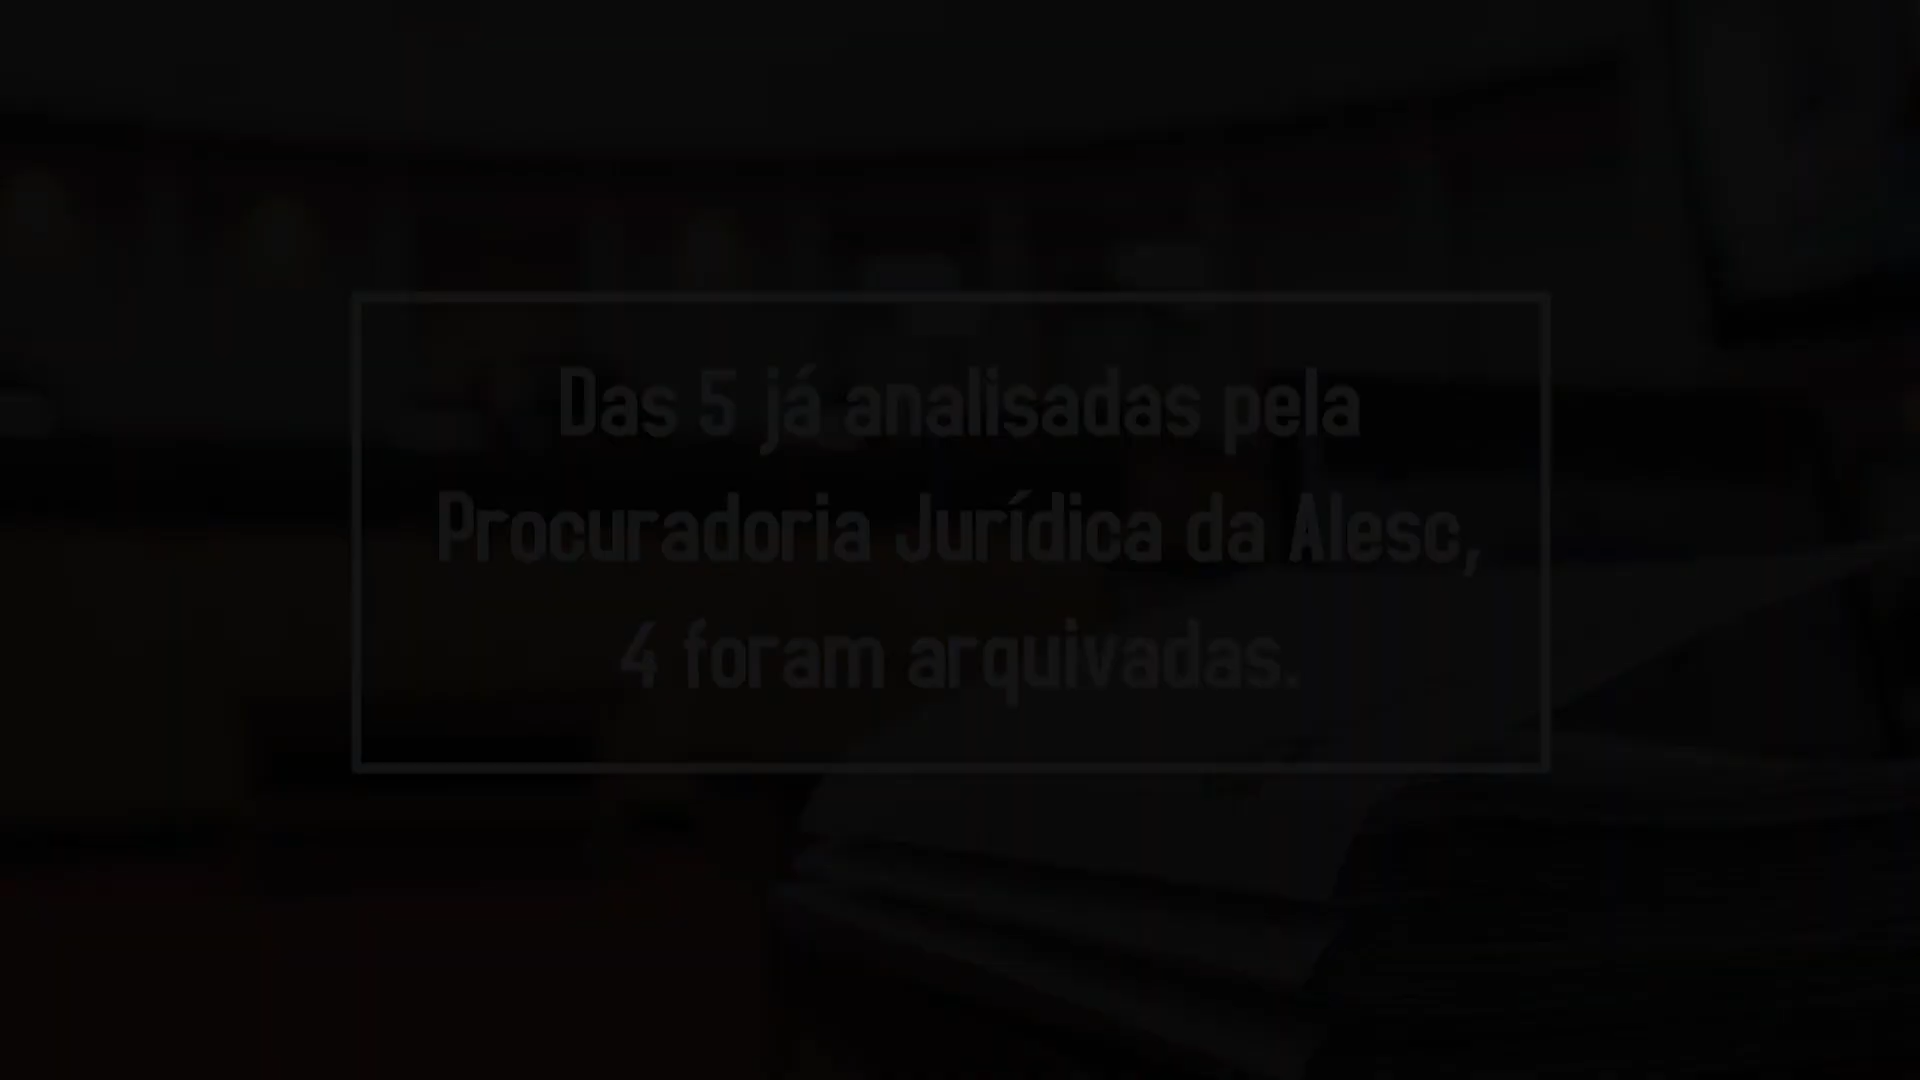 Das 5 já analisadas pela
Procuradoria Jurídica da Alesc,
4 foram arquivadas.